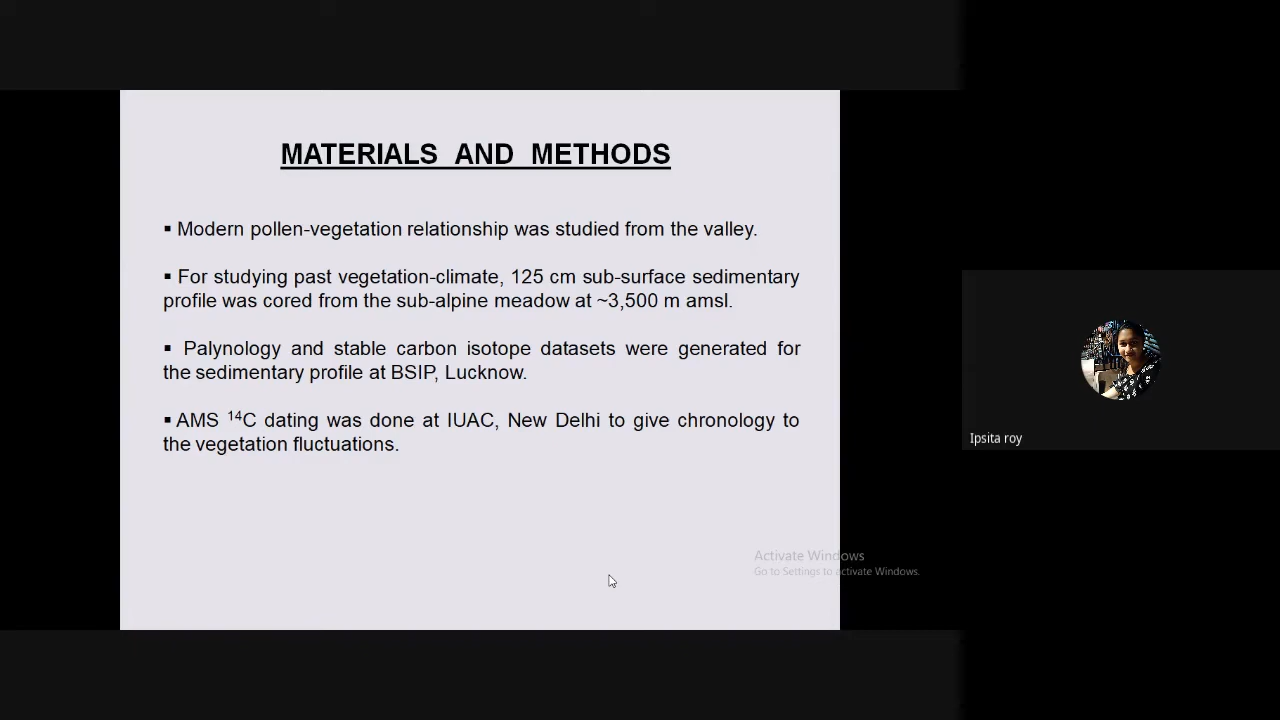 MATERIALS AND METHODS
▪ Modern pollen-vegetation relationship was studied from the valley.
▪ For studying past vegetation-climate, 125 cm sub-surface sedimentary
profile was cored from the sub-alpine meadow at ~3,500 m amsl.
▪ Palynology and stable carbon isotope datasets were generated for
the sedimentary profile at BSIP, Lucknow.
▪ AMS ¹⁴C dating was done at IUAC, New Delhi to give chronology to
the vegetation fluctuations.
Ipsita roy
Activate Windows
Go to Settings to activate Windows.